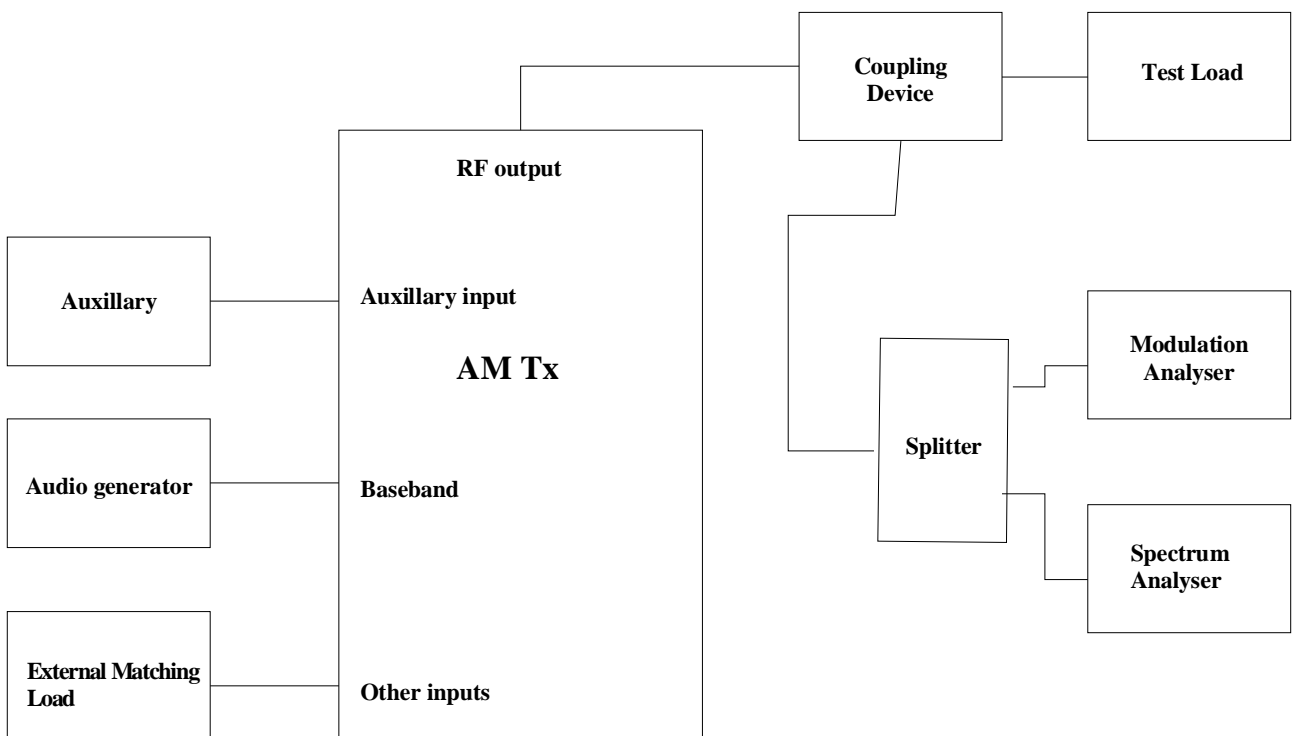 Coupling
Device
Test Load
RF output
Auxillary
Auxillary input
AM Tx
Modulation
Analyser
Splitter
Audio generator
Baseband
Spectrum
Analyser
External Matching
Load
Other inputs